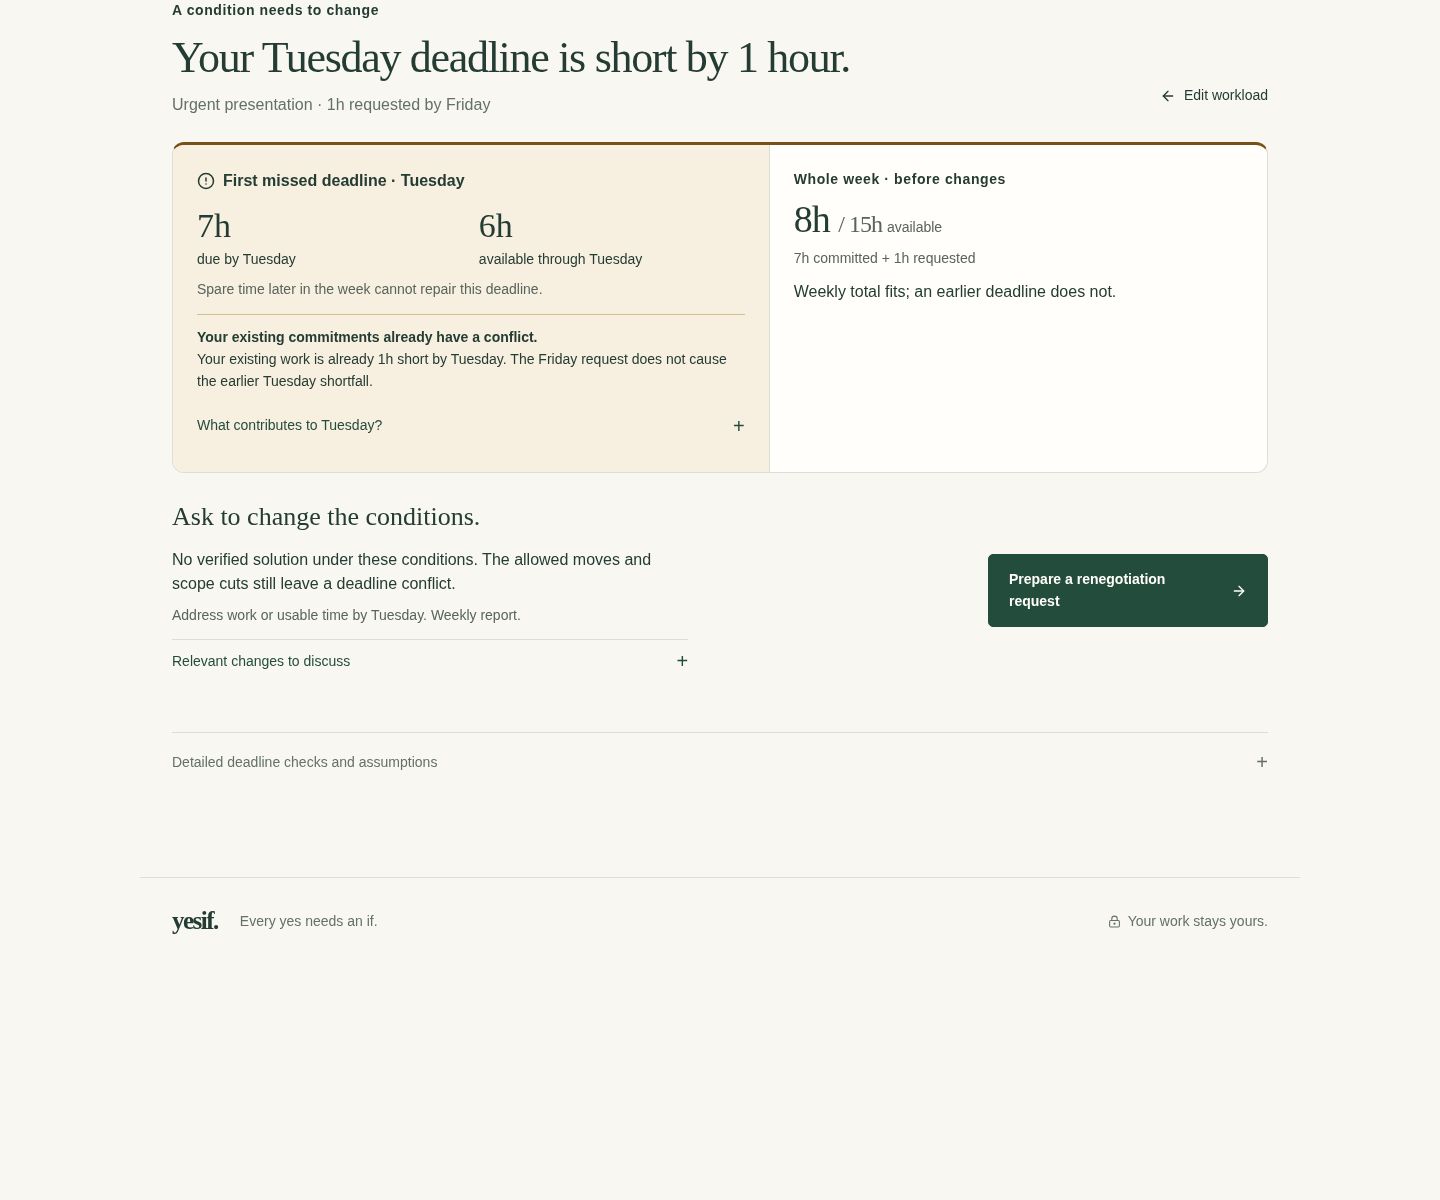 A condition needs to change
Your Tuesday deadline is short by 1 hour.
Urgent presentation · 1h requested by Friday
Edit workload
First missed deadline · Tuesday
7h
due by Tuesday
6h
available through Tuesday
Spare time later in the week cannot repair this deadline.
Your existing commitments already have a conflict.
Your existing work is already 1h short by Tuesday. The Friday request does not cause
the earlier Tuesday shortfall.
What contributes to Tuesday?
Whole week · before changes
8h / 15h available
7h committed + 1h requested
Weekly total fits; an earlier deadline does not.
Ask to change the conditions.
No verified solution under these conditions. The allowed moves and
scope cuts still leave a deadline conflict.
Address work or usable time by Tuesday. Weekly report.
Relevant changes to discuss
Prepare a renegotiation
request
Detailed deadline checks and assumptions
yesif.
Every yes needs an if.
Your work stays yours.